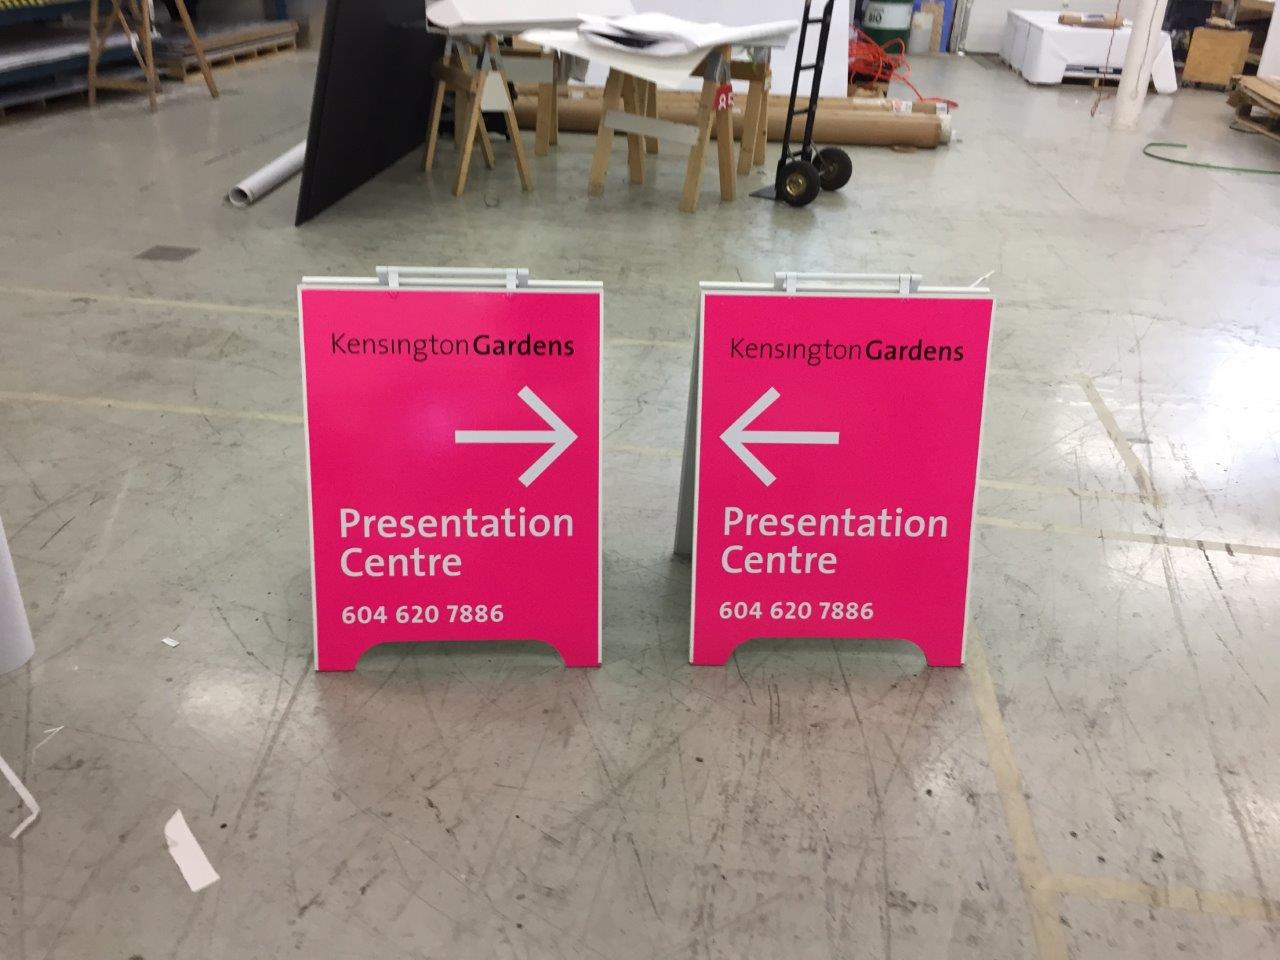 KensingtonGardens
Presentation
Centre
604 620 7886
KensingtonGardens
Presentation
Centre
604 620 7886